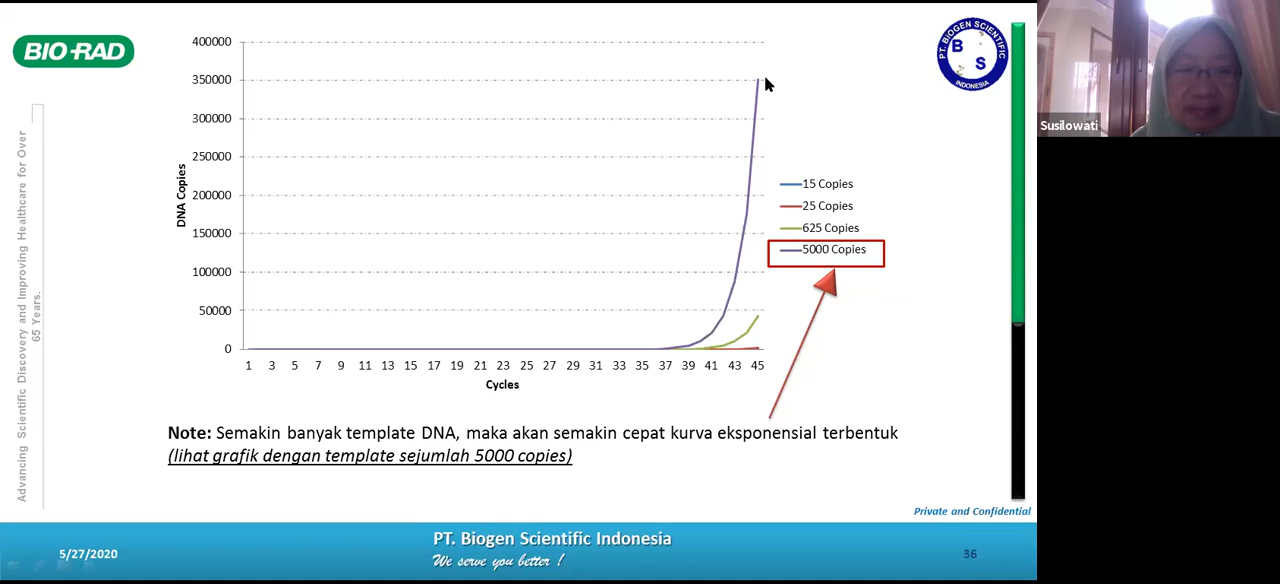 BIO-RAD
Advancing Scientific Discovery and Improving Healthcare for Over
65 Years.
400000
350000
300000
250000
200000
150000
100000
50000
0
DNA Copies
1 3 5 7 9 11 13 15 17 19 21 23 25 27 29 31 33 35 37 39 41 43 45
Cycles
15 Copies
25 Copies
625 Copies
5000 Copies
PT. BIOGEN SCIENTIFIC
B
S
INDONESIA
Susilowati
Note: Semakin banyak template DNA, maka akan semakin cepat kurva eksponensial terbentuk
(lihat grafik dengan template sejumlah 5000 copies)
Private and Confidential
5/27/2020
PT. Biogen Scientific Indonesia
We serve you better !
36